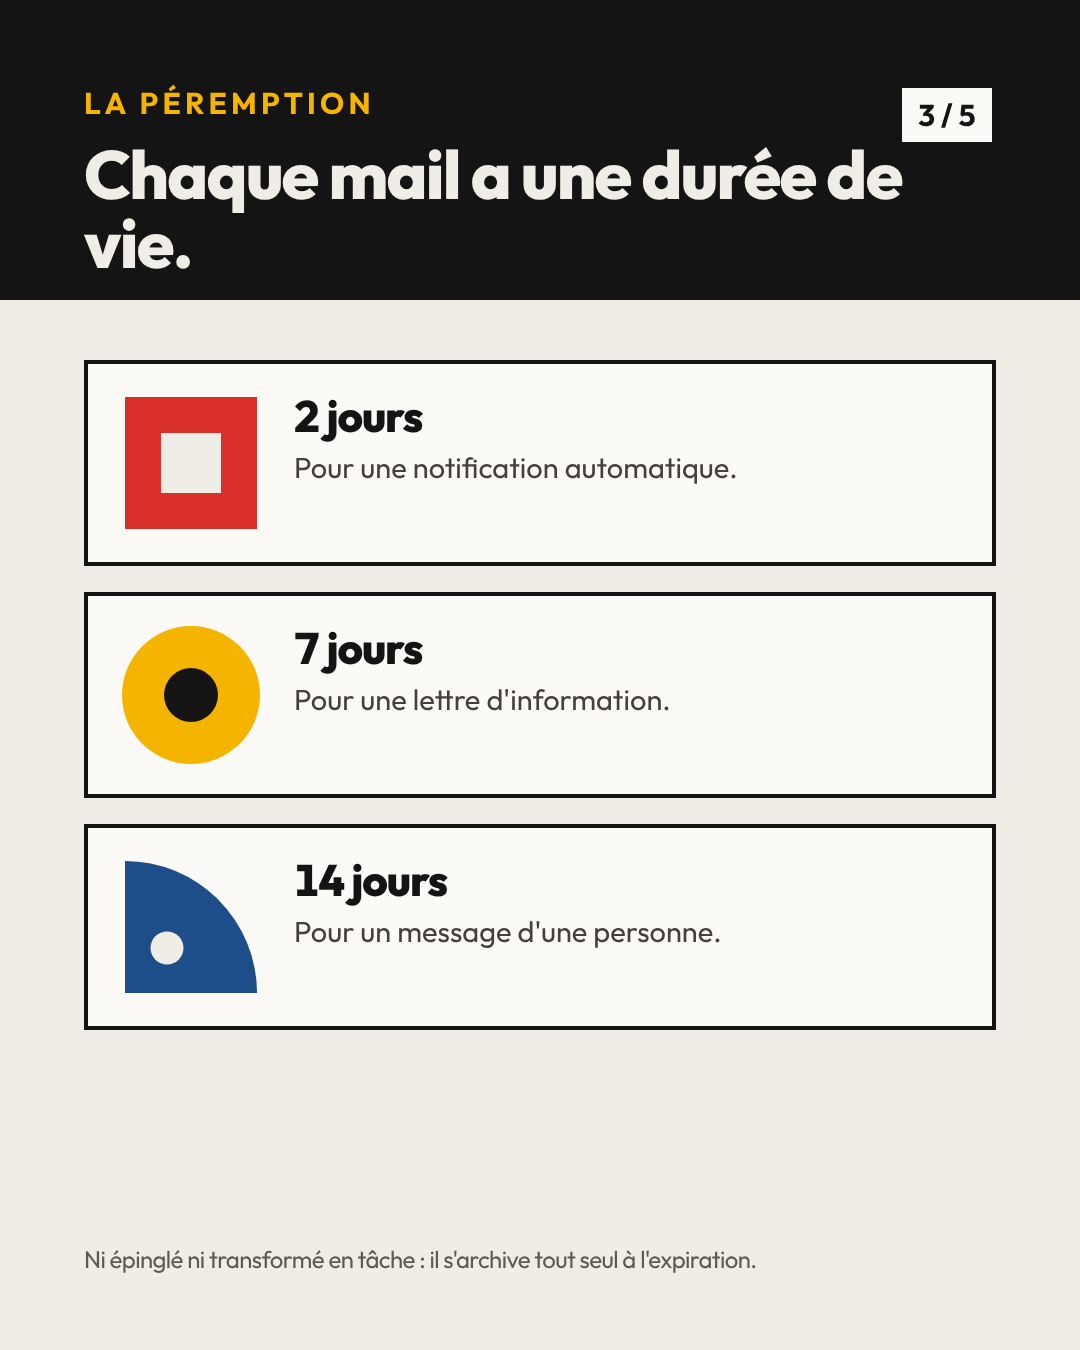 LA PÉREMPTION
3 / 5
Chaque mail a une durée de
vie.
2 jours
Pour une notification automatique.
7 jours
Pour une lettre d'information.
14 jours
Pour un message d'une personne.
Ni épinglé ni transformé en tâche : il s'archive tout seul à l'expiration.